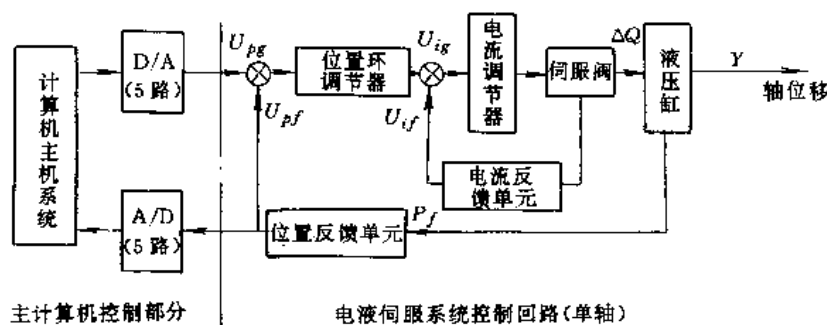 计算机主机系统
D/A
(5路)
A/D
(5路)
U_pg
U_pf
位置环
调节器
U_ig
U_if
电流调节器
伺服阀
ΔQ
液压缸
Y
轴位移
电流反
馈单元
P_f
位置反馈单元
主计算机控制部分
电液伺服系统控制回路(单轴)